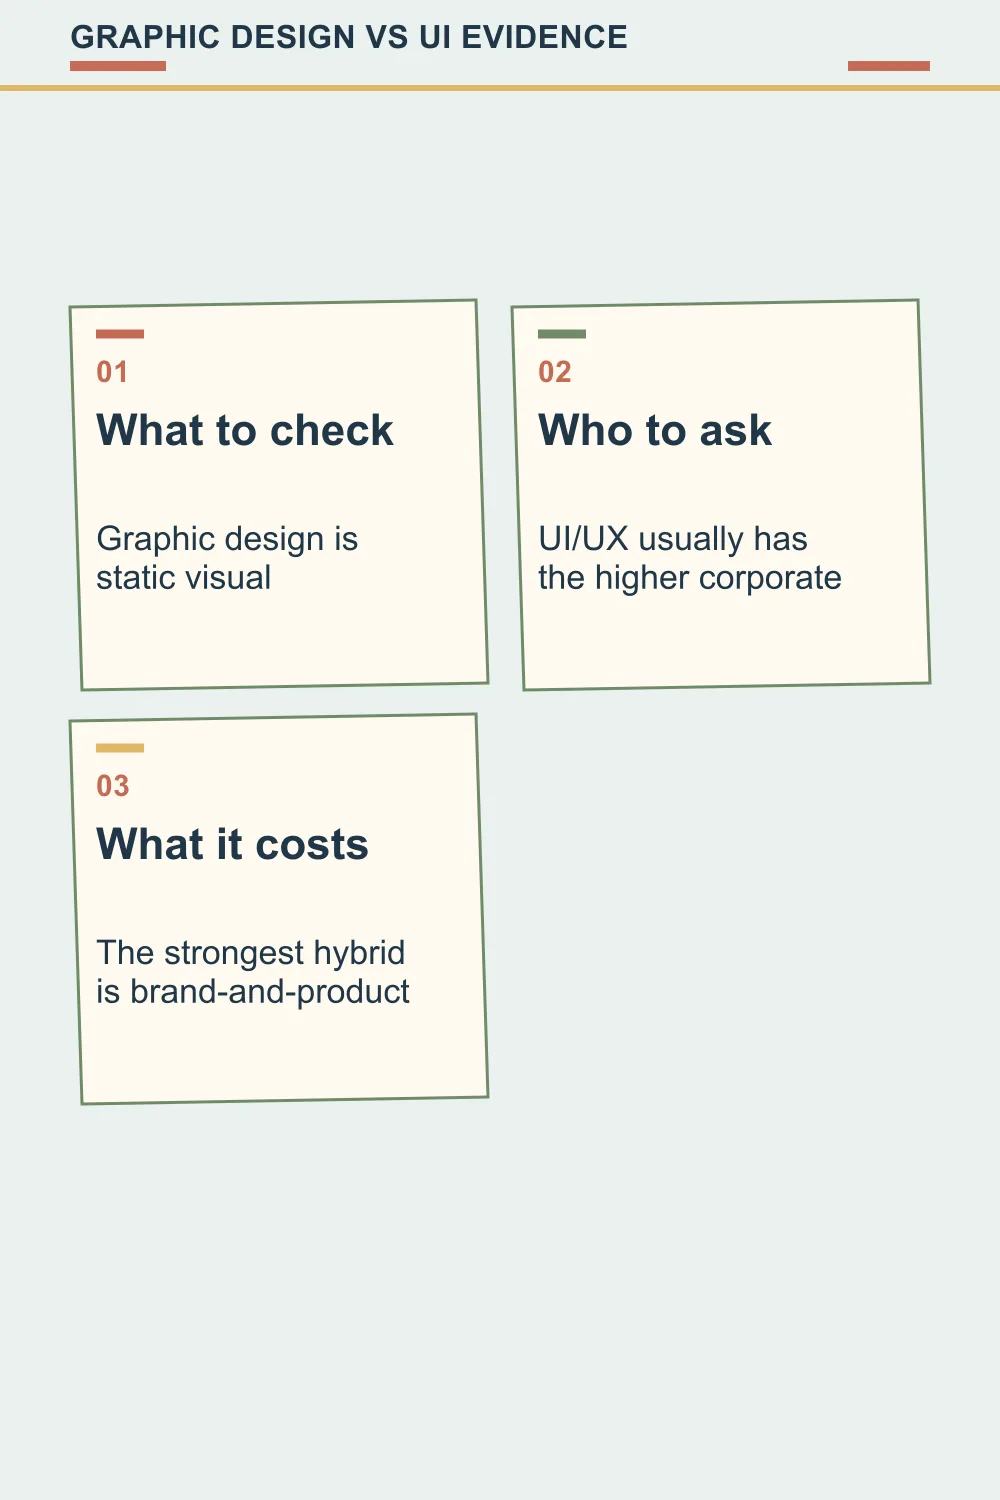 GRAPHIC DESIGN VS UI EVIDENCE
01
What to check
Graphic design is
static visual
02
Who to ask
UI/UX usually has
the higher corporate
03
What it costs
The strongest hybrid
is brand-and-product